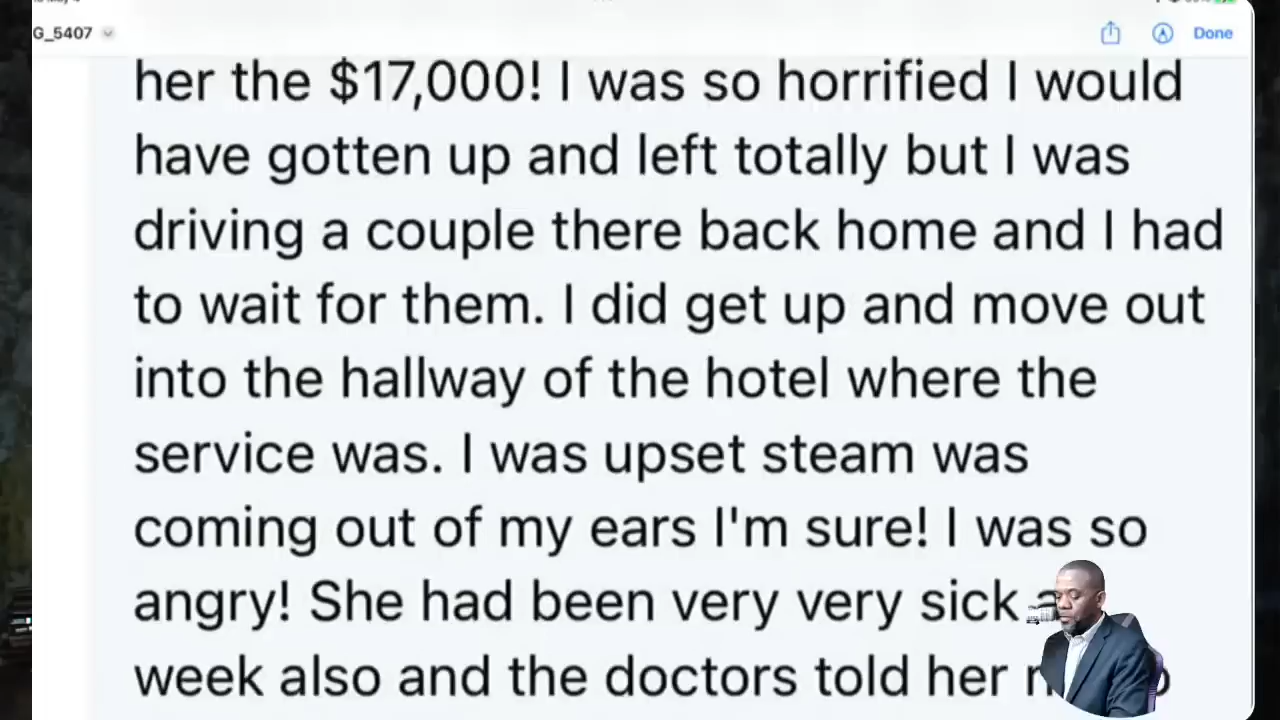 G_5407
Done
her the $17,000! I was so horrified I would
have gotten up and left totally but I was
driving a couple there back home and I had
to wait for them. I did get up and move out
into the hallway of the hotel where the
service was. I was upset steam was
coming out of my ears I'm sure! I was so
angry! She had been very very sick
week also and the doctors told her